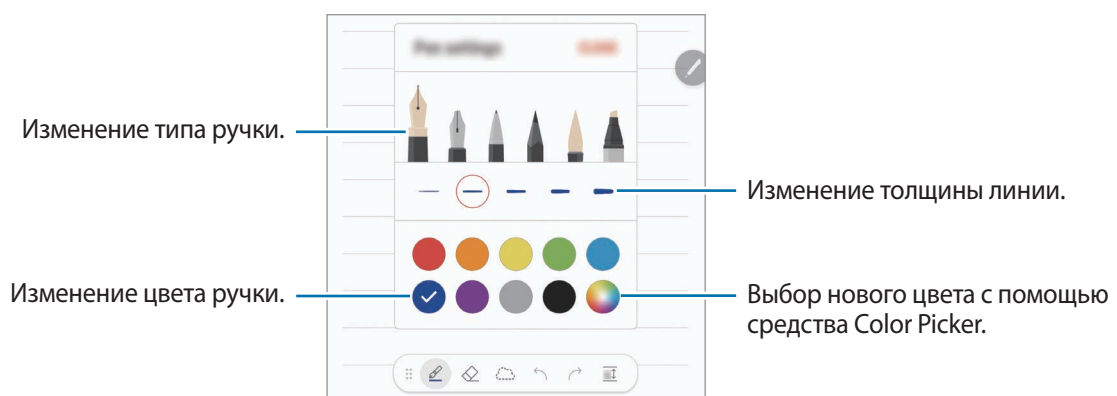 Изменение типа ручки.
Изменение толщины линии.
Изменение цвета ручки.
Выбор нового цвета с помощью
средства Color Picker.